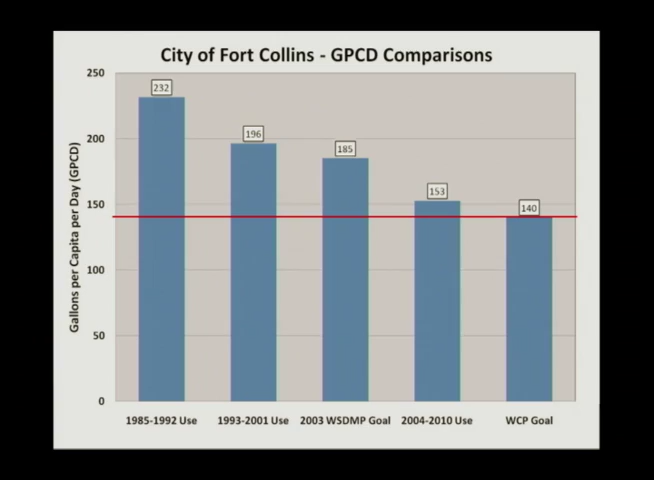 City of Fort Collins - GPCD Comparisons
250
200
150
100
50
0
Gallons per Capita per Day (GPCD)
232
196
185
153
140
1985-1992 Use
1993-2001 Use
2003 WSDMP Goal
2004-2010 Use
WCP Goal